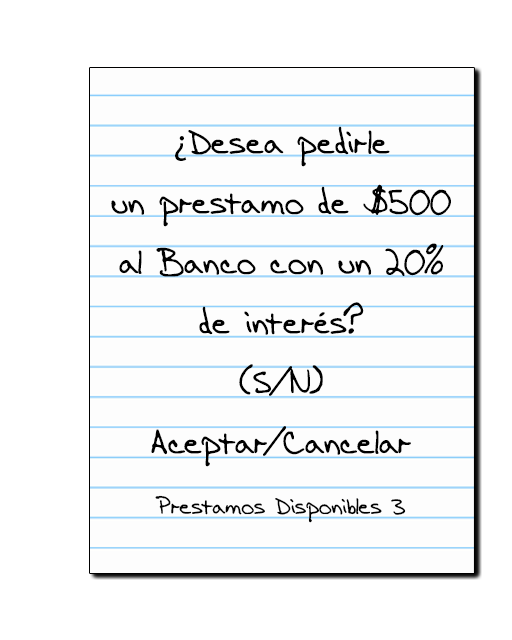 ¿Desea pedirle
un prestamo de $500
al Banco con un 20%
de interés?
(S/N)
Aceptar/Cancelar
Prestamos Disponibles 3